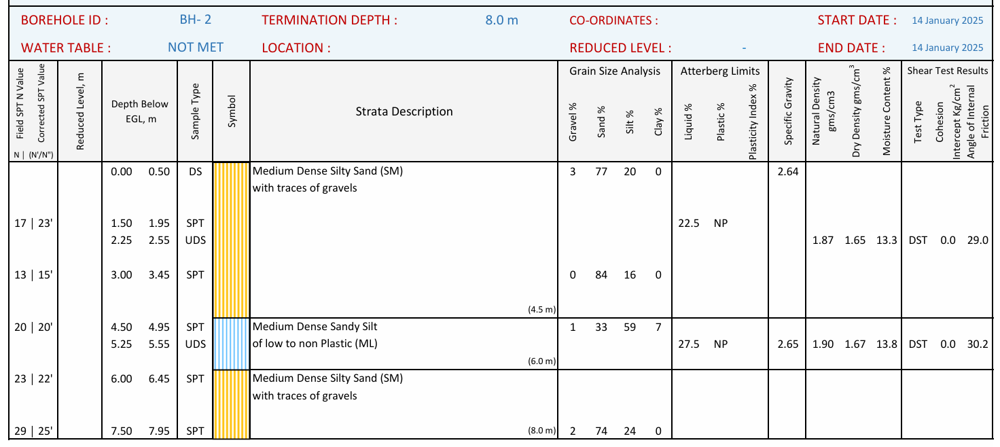 BOREHOLE ID : BH- 2 TERMINATION DEPTH : 8.0 m CO-ORDINATES : START DATE : 14 January 2025
WATER TABLE : NOT MET LOCATION : REDUCED LEVEL : - END DATE : 14 January 2025
Field SPT N Value
Corrected SPT Value
N | (N'/N")
Reduced Level, m
Depth Below
EGL, m
Sample Type
Symbol
Strata Description
Grain Size Analysis
Gravel %
Sand %
Silt %
Clay %
Atterberg Limits
Liquid %
Plastic %
Plasticity Index %
Specific Gravity
Natural Density
gms/cm3
Dry Density gms/cm³
Moisture Content %
Shear Test Results
Test Type
Cohesion
Intercept Kg/cm²
Angle of Internal
Friction
0.00 0.50 DS Medium Dense Silty Sand (SM) 3 77 20 0 2.64
with traces of gravels
17 | 23' 1.50 1.95 SPT 22.5 NP
2.25 2.55 UDS 1.87 1.65 13.3 DST 0.0 29.0
13 | 15' 3.00 3.45 SPT 0 84 16 0
(4.5 m)
20 | 20' 4.50 4.95 SPT Medium Dense Sandy Silt 1 33 59 7
5.25 5.55 UDS of low to non Plastic (ML) 27.5 NP 2.65 1.90 1.67 13.8 DST 0.0 30.2
(6.0 m)
23 | 22' 6.00 6.45 SPT Medium Dense Silty Sand (SM)
with traces of gravels
29 | 25' 7.50 7.95 SPT (8.0 m) 2 74 24 0